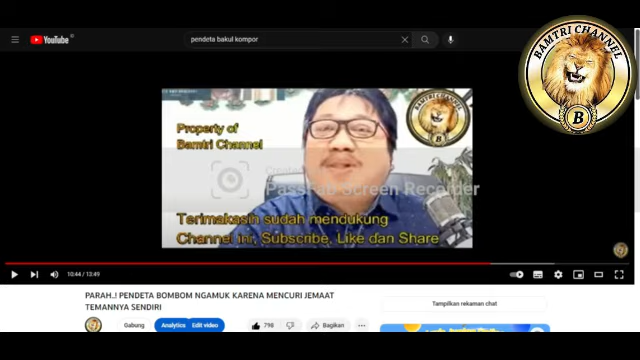 YouTube
pendeta bakul kompor
BAMTRI CHANNEL
B
BAMTRI CHANNEL
B
Property of
Bamtri Channel
PassFab Screen Recorder
Terimakasih sudah mendukung
Channel ini, Subscribe, Like dan Share
10:44 / 13:49
PARAH..! PENDETA BOMBOM NGAMUK KARENA MENCURI JEMAAT
TEMANNYA SENDIRI
Tampilkan rekaman chat
Gabung
Analytics
Edit video
798
Bagikan